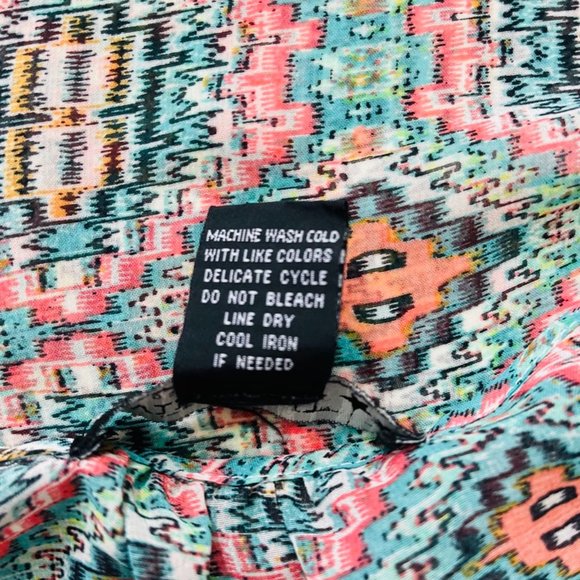 MACHINE WASH COLD
WITH LIKE COLORS
DELICATE CYCLE
DO NOT BLEACH
LINE DRY
COOL IRON
IF NEEDED